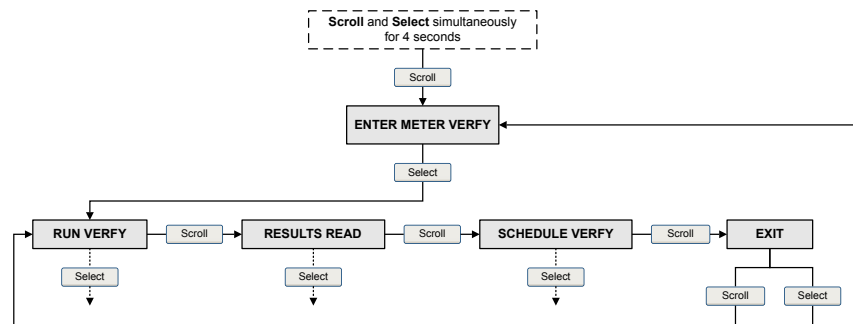 Scroll and Select simultaneously
for 4 seconds
Scroll
ENTER METER VERFY
Select
RUN VERFY
Scroll
RESULTS READ
Scroll
SCHEDULE VERFY
Scroll
EXIT
Select
Select
Select
Scroll
Select